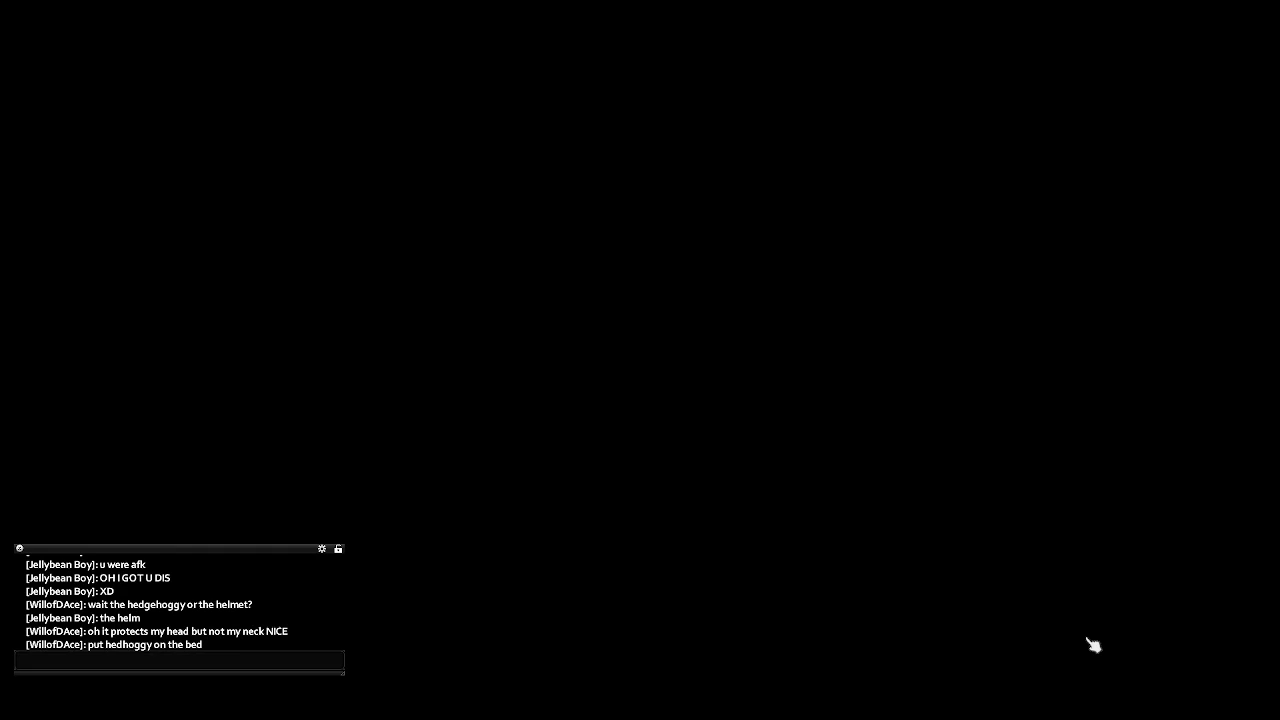 [Jellybean Boy]: u were afk
[Jellybean Boy]: OH I GOT U DIS
[Jellybean Boy]: XD
[WillofDAce]: wait the hedgehoggy or the helmet?
[Jellybean Boy]: the helm
[WillofDAce]: oh it protects my head but not my neck NICE
[WillofDAce]: put hedhoggy on the bed